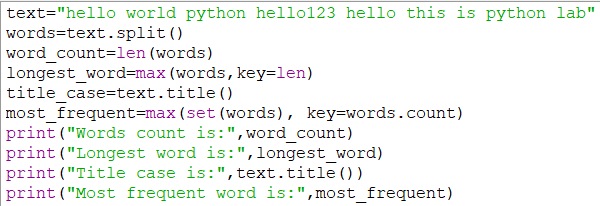 text="hello world python hello123 hello this is python lab"
words=text.split()
word_count=len(words)
longest_word=max(words,key=len)
title_case=text.title()
most_frequent=max(set(words), key=words.count)
print("Words count is:",word_count)
print("Longest word is:",longest_word)
print("Title case is:",text.title())
print("Most frequent word is:",most_frequent)